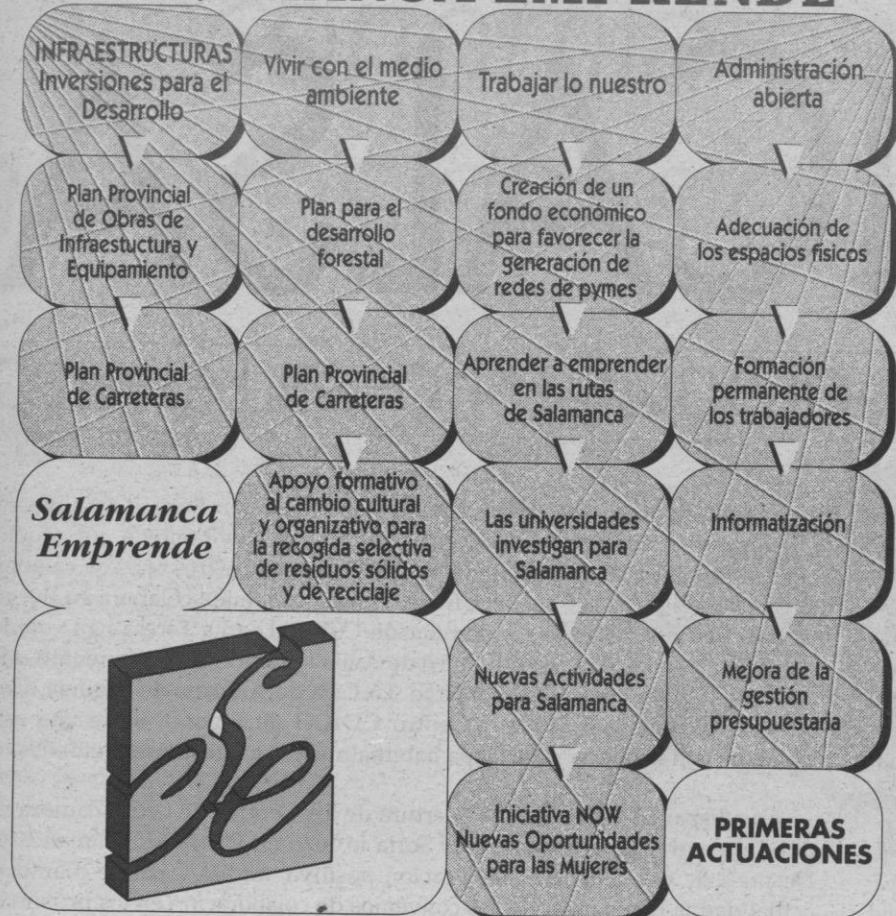 EMPRENDE
INFRAESTRUCTURAS
Inversiones para el
Desarrollo
Plan Provincial
de Obras de
Infraestuctura y
Equipamiento
Plan Provincial
de Carreteras
Salamanca
Emprende
Vivir con el medio
ambiente
Plan para el
desarrollo
forestal
Plan Provincial
de Carreteras
Apoyo formativo
al cambio cultural
y organizativo para
la recogida selectiva
de residuos sólidos
y de reciclaje
Trabajar lo nuestro
Creación de un
fondo económico
para favorecer la
generación de
redes de pymes
Aprender a emprender
en las rutas
de Salamanca
Las universidades
investigan para
Salamanca
Nuevas Actividades
para Salamanca
Iniciativa NOW
Nuevas Oportunidades
para las Mujeres
Administración
abierta
Adecuación de
los espacios físicos
Formación
permanente de
los trabajadores
Informatización
Mejora de la
gestión
presupuestaria
PRIMERAS
ACTUACIONES